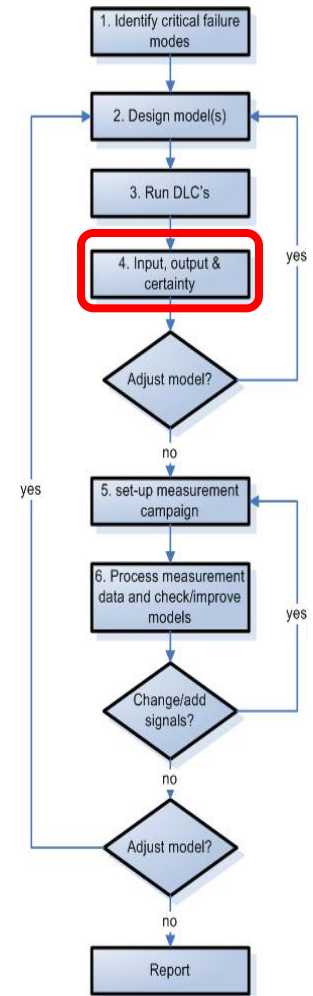 1. Identify critical failure
modes
2. Design model(s)
3. Run DLC's
4. Input, output &
certainty
yes
Adjust model?
no
yes
5. set-up measurement
campaign
6. Process measurement
data and check/improve
models
yes
Change/add
signals?
no
Adjust model?
no
Report